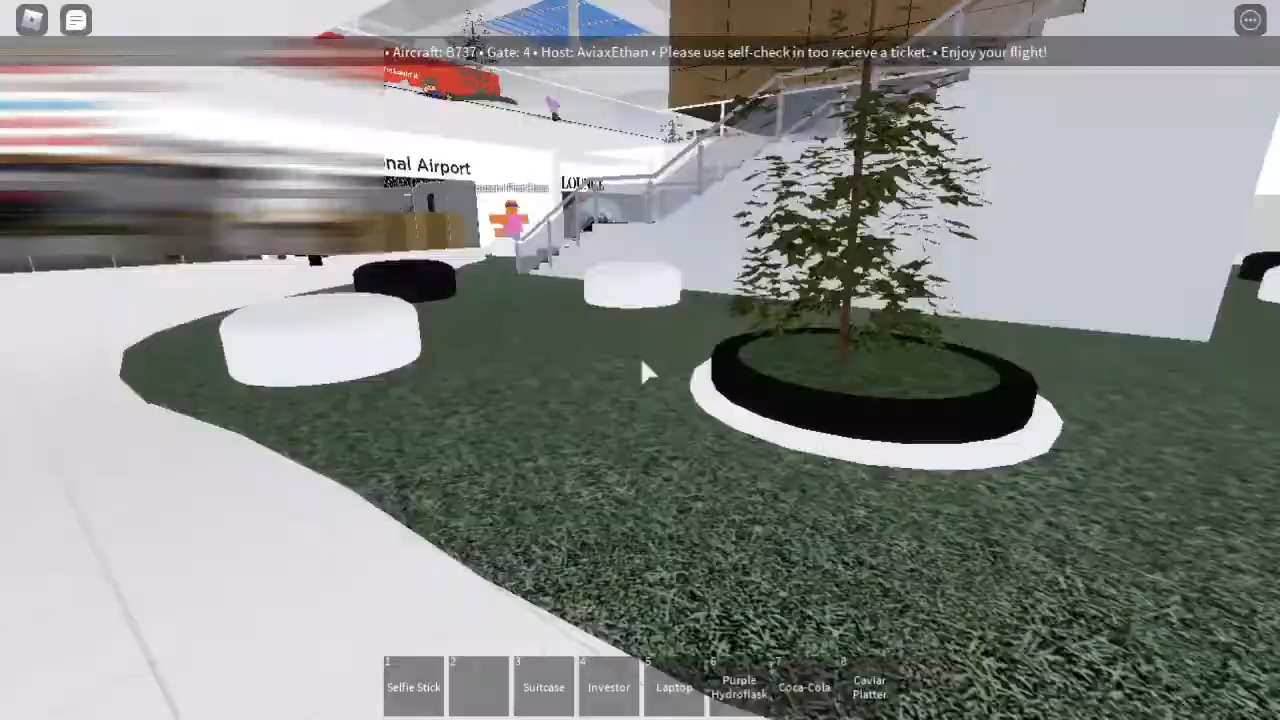 • Aircraft: B737 • Gate: 4 • Host: AviaxEthan • Please use self-check in too recieve a ticket. • Enjoy your flight!
nal Airport
LOUNGE
1 2 3 4 5 6 7 8
Selfie Stick Suitcase Investor Laptop Purple Hydroflask Coca-Cola Caviar Platter